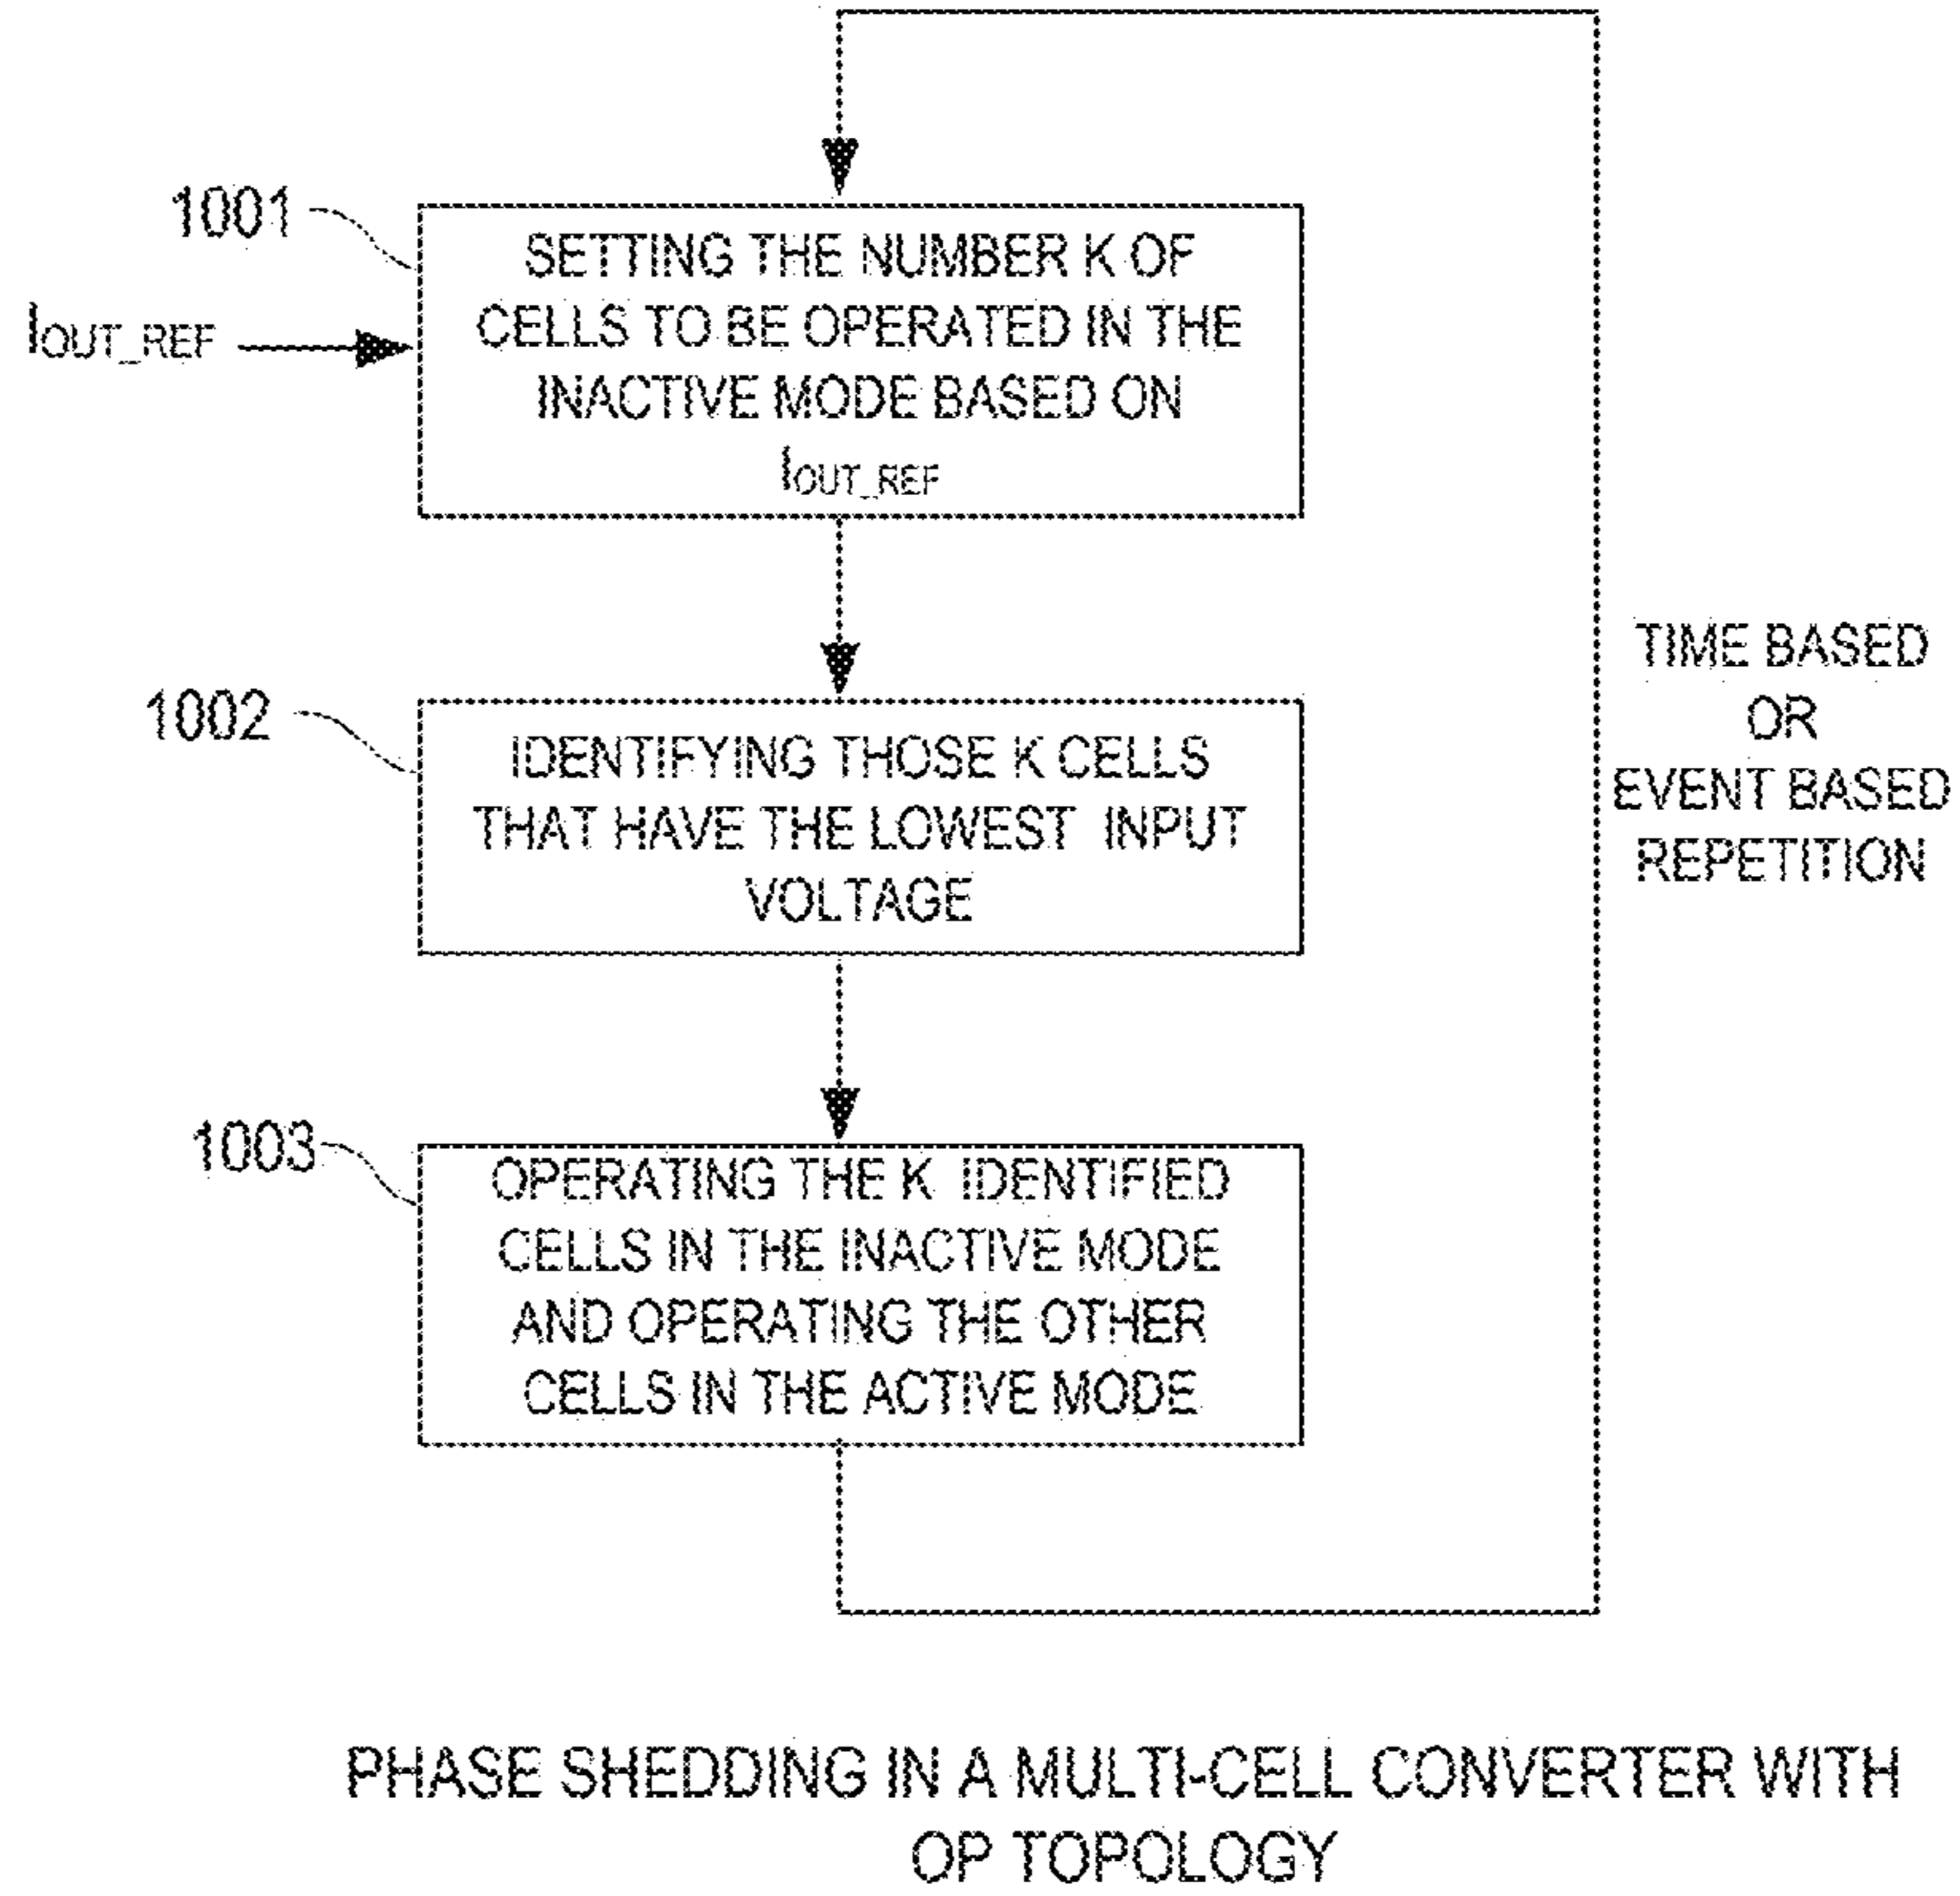 1001
SETTING THE NUMBER K OF
CELLS TO BE OPERATED IN THE
INACTIVE MODE BASED ON
IOUT_REF
IOUT_REF
1002
IDENTIFYING THOSE K CELLS
THAT HAVE THE LOWEST INPUT
VOLTAGE
TIME BASED
OR
EVENT BASED
REPETITION
1003
OPERATING THE K IDENTIFIED
CELLS IN THE INACTIVE MODE
AND OPERATING THE OTHER
CELLS IN THE ACTIVE MODE
PHASE SHEDDING IN A MULTI-CELL CONVERTER WITH
OP TOPOLOGY